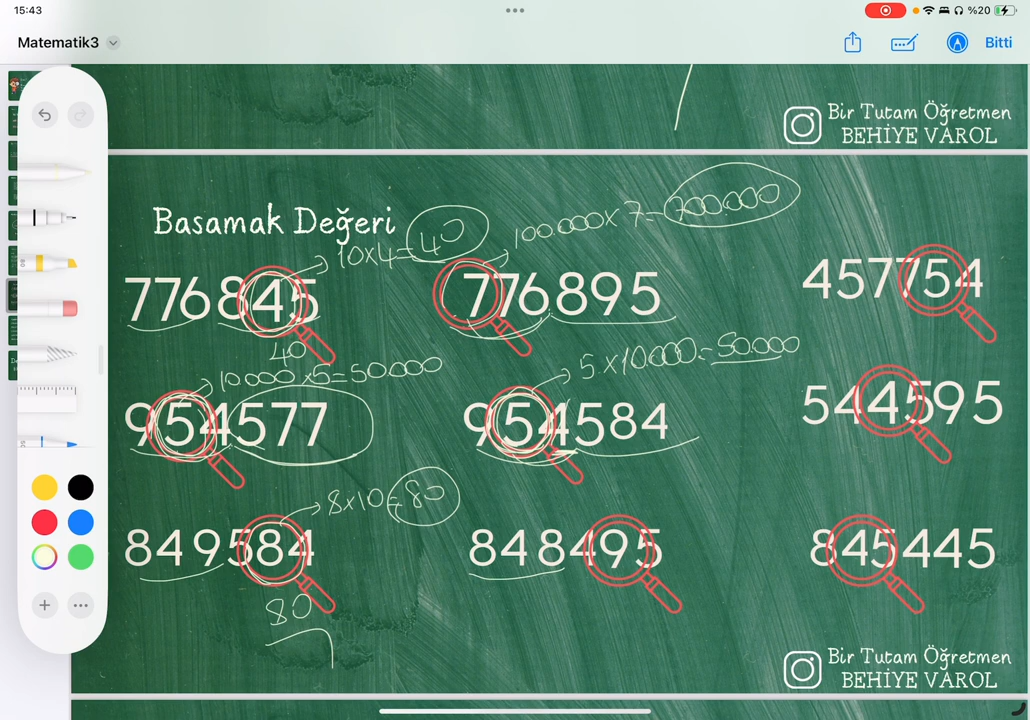 15:43
%20
Matematik3
Bitti
Bir Tutam Öğretmen
BEHİYE VAROL
Basamak Değeri
10x4=40
100.000x7=700.000
776845
776895
457754
40
10.000x5=50.000
5x10.000=50.000
954577
954584
544595
8x10=80
849584
848495
845445
80
Bir Tutam Öğretmen
BEHİYE VAROL